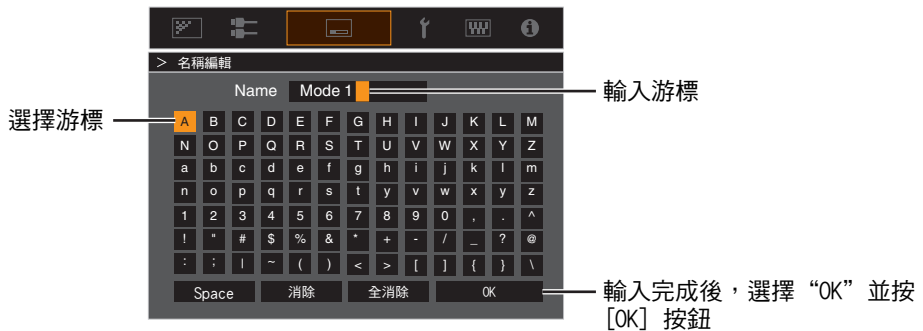 > 名稱編輯
Name Mode 1
輸入游標
選擇游標
A B C D E F G H I J K L M
N O P Q R S T U V W X Y Z
a b c d e f g h i j k l m
n o p q r s t y v w x y z
1 2 3 4 5 6 7 8 9 0 , . ^
! " # $ % & * + - / _ ? @
: ; | ~ ( ) < > [ ] { } \
Space 消除 全消除 OK
輸入完成後，選擇“OK”並按
[OK] 按鈕